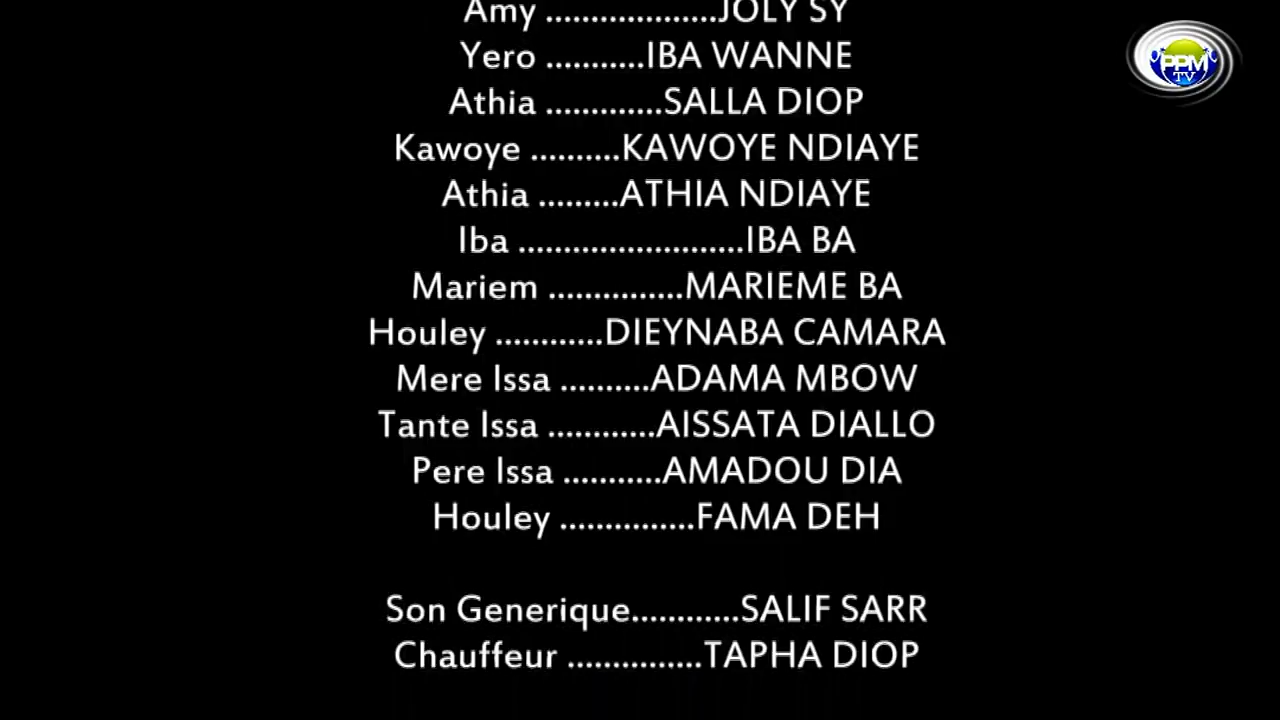 Amy ...................JOLY SY
Yero ...........IBA WANNE
Athia .............SALLA DIOP
Kawoye ..........KAWOYE NDIAYE
Athia .........ATHIA NDIAYE
Iba .........................IBA BA
Mariem ...............MARIEME BA
Houley ............DIEYNABA CAMARA
Mere Issa ..........ADAMA MBOW
Tante Issa ............AISSATA DIALLO
Pere Issa ...........AMADOU DIA
Houley ...............FAMA DEH
Son Generique............SALIF SARR
Chauffeur ...............TAPHA DIOP
PPM
TV